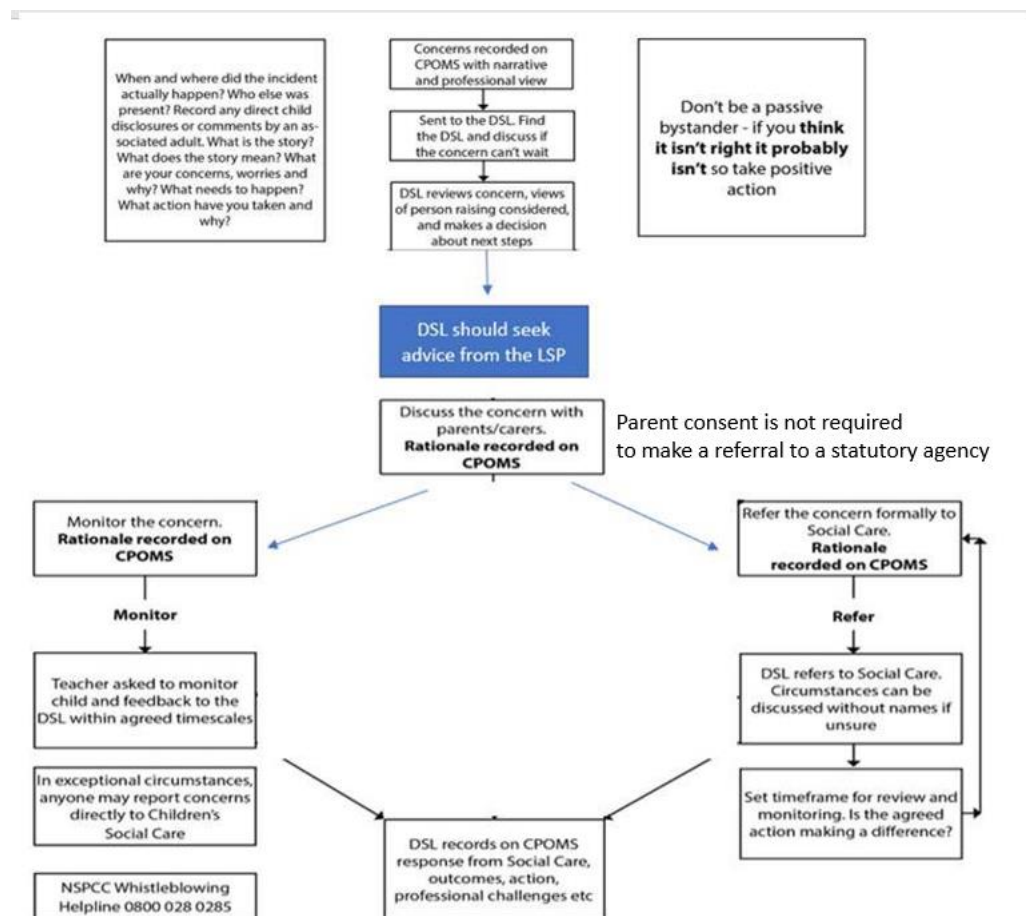 When and where did the incident
actually happen? Who else was
present? Record any direct child
disclosures or comments by an as-
sociated adult. What is the story?
What does the story mean? What
are your concerns, worries and
why? What needs to happen?
What action have you taken and
why?
Concerns recorded on
CPOMS with narrative
and professional view
Sent to the DSL. Find
the DSL and discuss if
the concern can't wait
DSL reviews concern, views
of person raising considered,
and makes a decision
about next steps
Don't be a passive
bystander - if you think
it isn't right it probably
isn't so take positive
action
DSL should seek
advice from the LSP
Discuss the concern with
parents/carers.
Rationale recorded on
CPOMS
Parent consent is not required
to make a referral to a statutory agency
Monitor the concern.
Rationale recorded on
CPOMS
Monitor
Teacher asked to monitor
child and feedback to the
DSL within agreed timescales
In exceptional circumstances,
anyone may report concerns
directly to Children's
Social Care
NSPCC Whistleblowing
Helpline 0800 028 0285
Refer the concern formally to
Social Care.
Rationale
recorded on CPOMS
Refer
DSL refers to Social Care.
Circumstances can be
discussed without names if
unsure
Set timeframe for review and
monitoring. Is the agreed
action making a difference?
DSL records on CPOMS
response from Social Care,
outcomes, action,
professional challenges etc